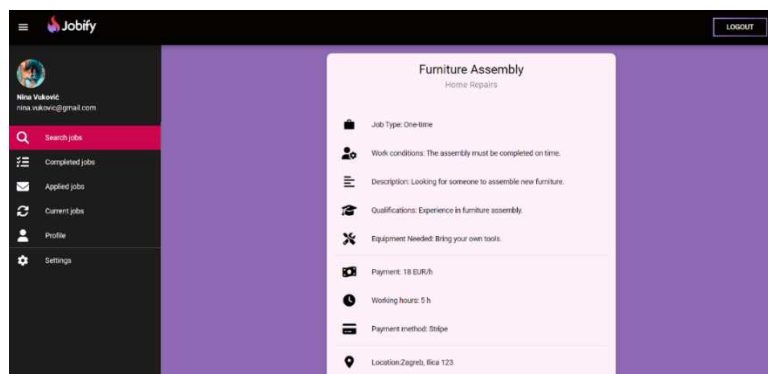 Jobify
LOGOUT
Nina Vuković
nina.vukovic@gmail.com
Search jobs
Completed jobs
Applied jobs
Current jobs
Profile
Settings
Furniture Assembly
Home Repairs
Job Type: One-time
Work conditions: The assembly must be completed on time.
Description: Looking for someone to assemble new furniture.
Qualifications: Experience in furniture assembly.
Equipment Needed: Bring your own tools.
Payment: 18 EUR/h
Working hours: 5 h
Payment method: Stripe
Location:Zagreb, Ilica 123